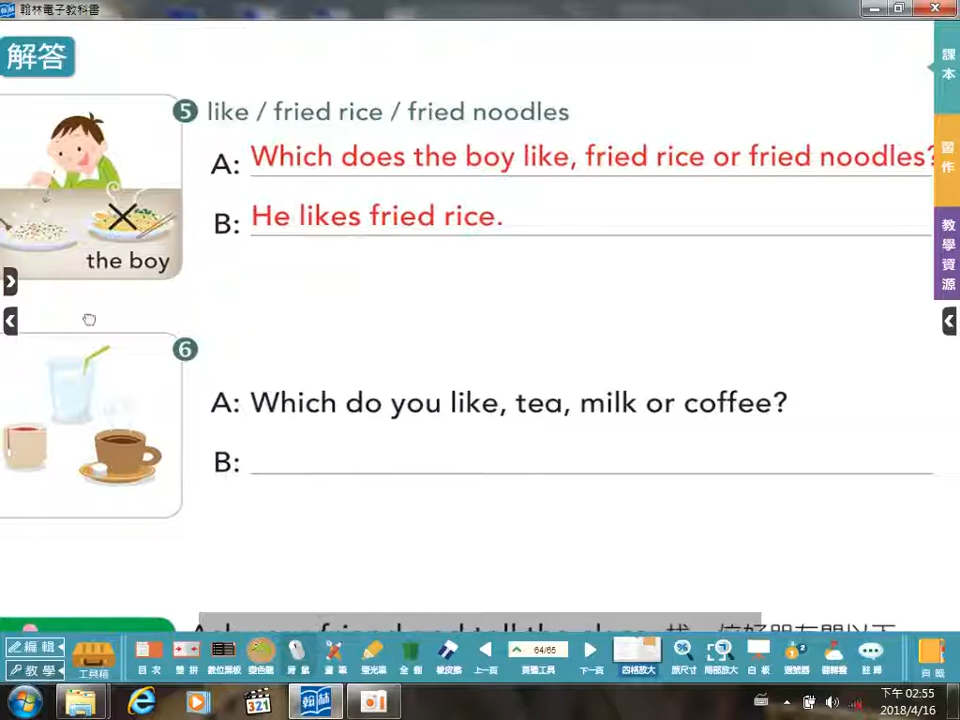 翰林電子教科書
解答
課本
習作
教學資源
5 like / fried rice / fried noodles
A: Which does the boy like, fried rice or fried noodles?
B: He likes fried rice.
the boy
6
A: Which do you like, tea, milk or coffee?
B:
編輯
教學
工具箱
目次
雙拼
數位黑板
變色龍
滑鼠
畫筆
螢光筆
全刪
橡皮擦
上一頁
64/65
頁籌工具
下一頁
四格放大
原尺寸
局部放大
白板
選號器
翻轉卷
註釋
頁籤
321
翰林
下午 02:55
2018/4/16